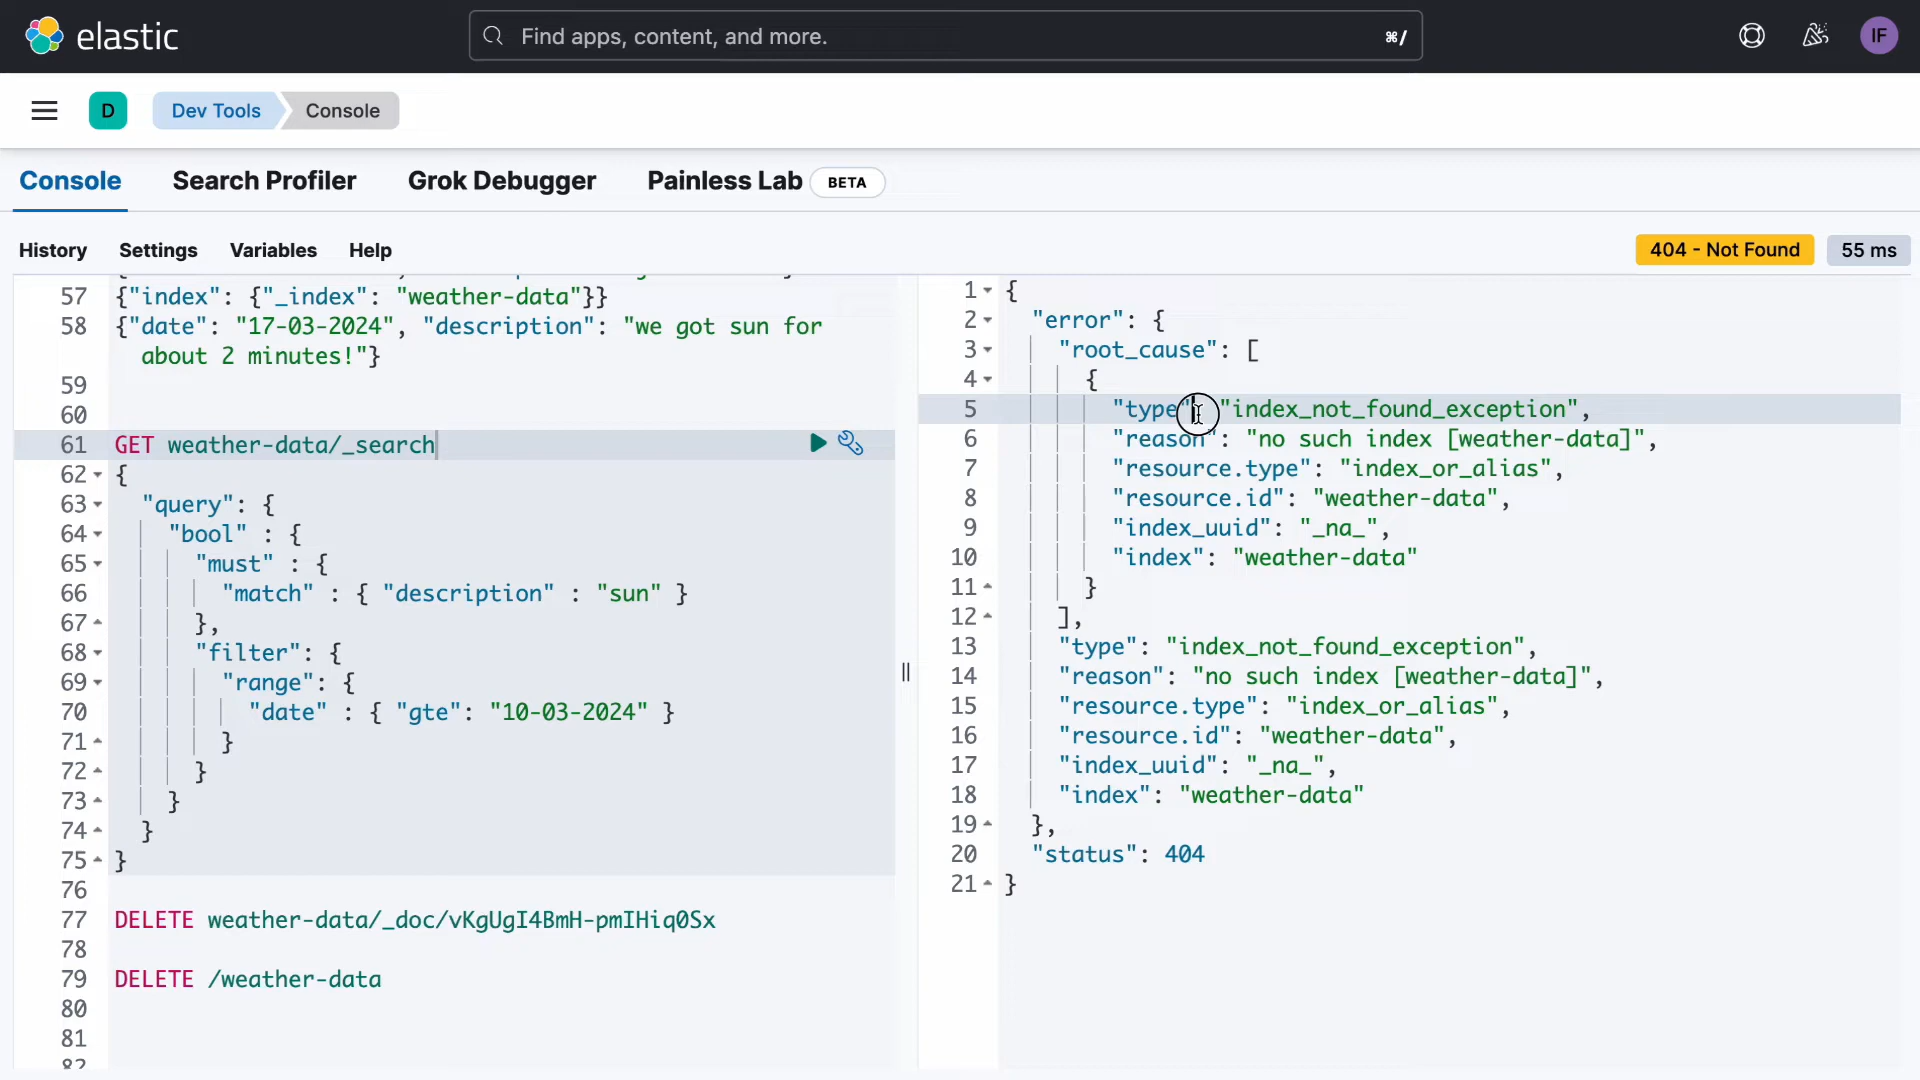 elastic
Find apps, content, and more.
⌘/
IF
D
Dev Tools
Console
Console
Search Profiler
Grok Debugger
Painless Lab
BETA
History
Settings
Variables
Help
404 - Not Found
55 ms
57 {"index": {"_index": "weather-data"}}
58 {"date": "17-03-2024", "description": "we got sun for
about 2 minutes!"}
59
60
61 GET weather-data/_search
62 {
63 "query": {
64 "bool" : {
65 "must" : {
66 "match" : { "description" : "sun" }
67 },
68 "filter": {
69 "range": {
70 "date" : { "gte": "10-03-2024" }
71 }
72 }
73 }
74 }
75 }
76
77 DELETE weather-data/_doc/vKgUgI4BmH-pmIHiq0Sx
78
79 DELETE /weather-data
80
81
82
1 {
2 "error": {
3 "root_cause": [
4 {
5 "type": "index_not_found_exception",
6 "reason": "no such index [weather-data]",
7 "resource.type": "index_or_alias",
8 "resource.id": "weather-data",
9 "index_uuid": "_na_",
10 "index": "weather-data"
11 }
12 ],
13 "type": "index_not_found_exception",
14 "reason": "no such index [weather-data]",
15 "resource.type": "index_or_alias",
16 "resource.id": "weather-data",
17 "index_uuid": "_na_",
18 "index": "weather-data"
19 },
20 "status": 404
21 }